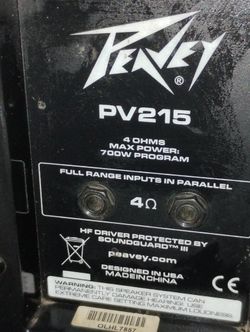 PEAVEY
®
PV215
4 OHMS
MAX POWER:
700W PROGRAM
FULL RANGE INPUTS IN PARALLEL
4Ω
HF DRIVER PROTECTED BY
SOUNDGUARD™ III
peavey.com
DESIGNED IN USA
MADE IN CHINA
WARNING: THIS SPEAKER SYSTEM CAN
PERMANENTLY DAMAGE HEARING. USE
EXTREME CARE SETTING MAXIMUM LOUDNESS.
OLHL7857